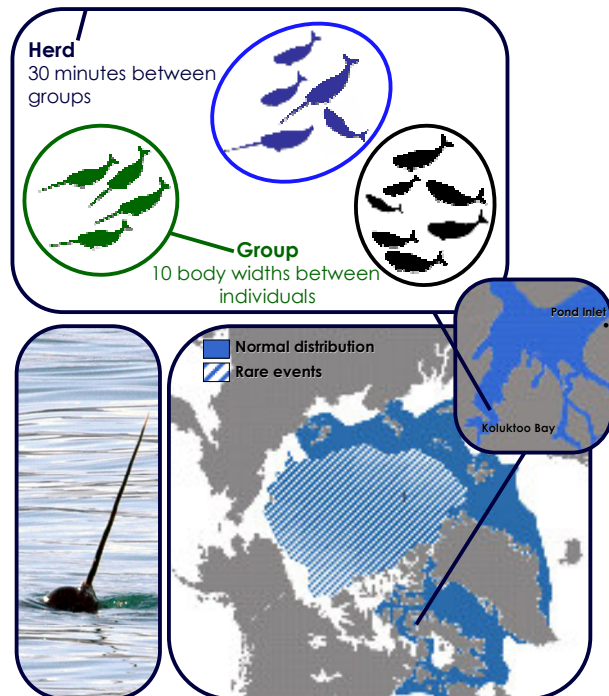 Herd
30 minutes between
groups
Group
10 body widths between
individuals
Pond Inlet
Koluktoo Bay
Normal distribution
Rare events